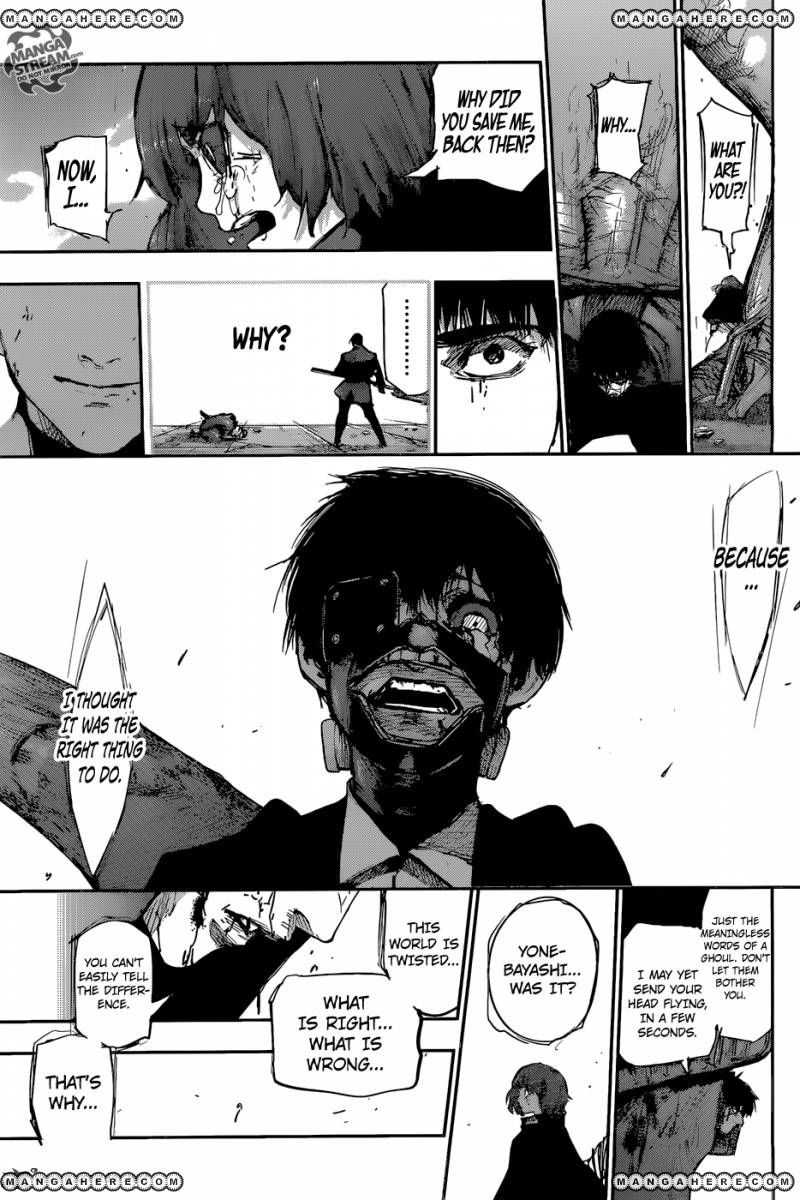 MANGAHERE.COM
MANGAHERE.COM
MANGA
STREAM.com
DO NOT MIRROR
WHAT
ARE
YOU?!
WHY...
WHY DID
YOU SAVE ME,
BACK THEN?
NOW,
I...
.........
WHY?
BECAUSE
...
I THOUGHT
IT WAS THE
RIGHT THING
TO DO.
JUST THE
MEANINGLESS
WORDS OF A
GHOUL. DON'T
LET THEM
BOTHER
YOU.
I MAY YET
SEND YOUR
HEAD FLYING,
IN A FEW
SECONDS.
YONE-
BAYASHI...
WAS IT?
THIS
WORLD IS
TWISTED...
WHAT
IS RIGHT...
WHAT IS
WRONG...
YOU CAN'T
EASILY TELL
THE DIFFER-
ENCE.
THAT'S
WHY...
MANGAHERE.COM
MANGAHERE.COM